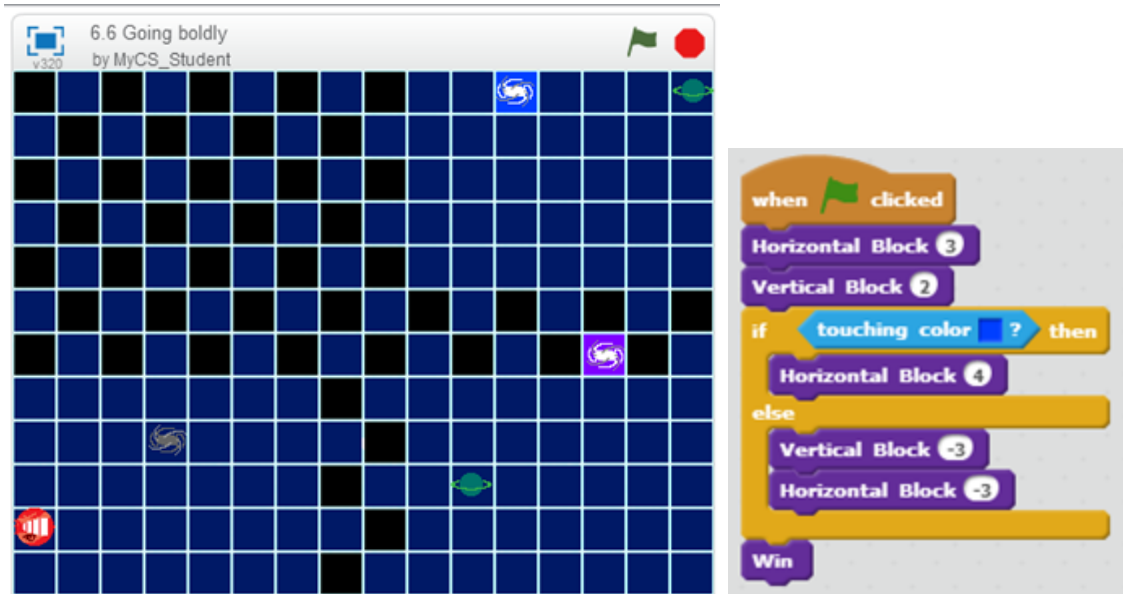 6.6 Going boldly
v320
by MyCS_Student
when clicked
Horizontal Block 3
Vertical Block 2
if touching color ? then
Horizontal Block 4
else
Vertical Block -3
Horizontal Block -3
Win